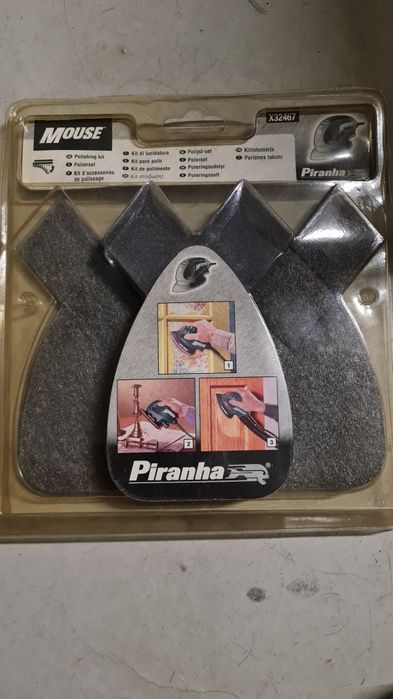 X32467
MOUSE™
Polishing kit
Polierset
Kit d'accessoires
de polissage
Kit di lucidatura
Kit para pulir
Kit de polimento
Κιτ στίλβωσης
Polijst-set
Polerset
Poleringsudstyr
Poleringssett
Kiillotussarja
Parlatma takımı
Piranha
1
2
3
Piranha®